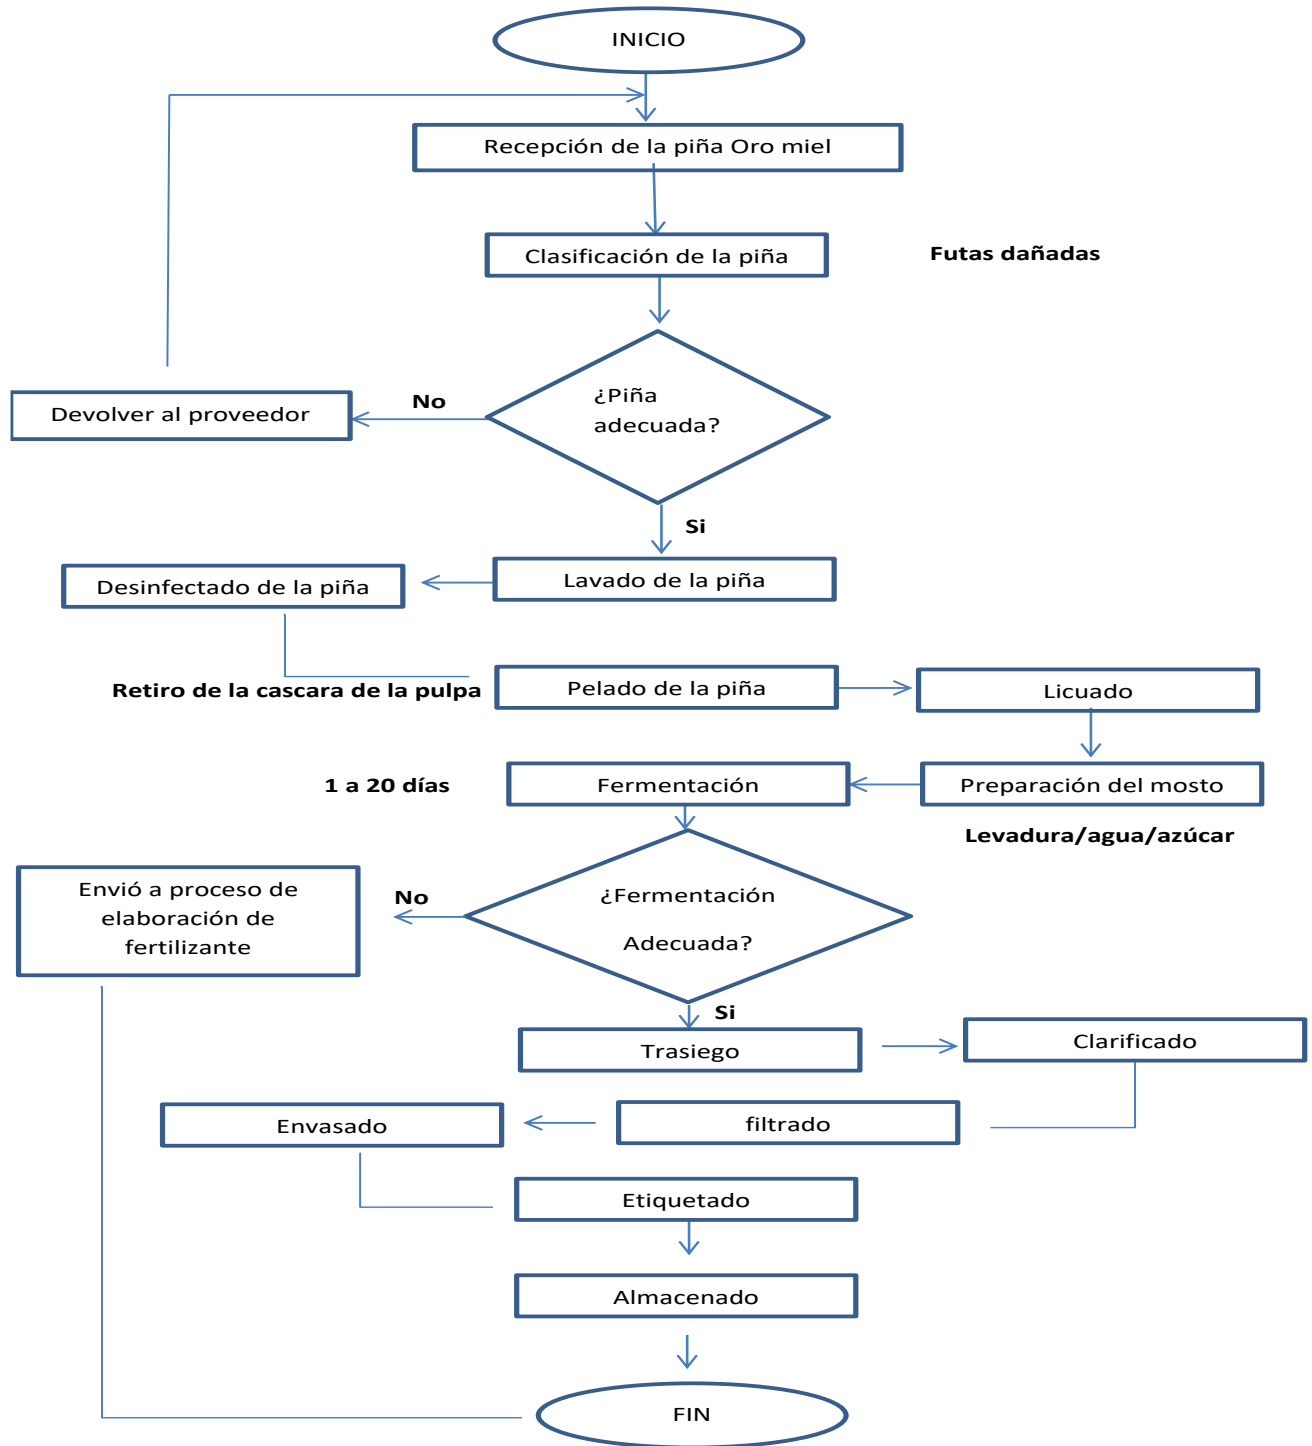 INICIO
Recepción de la piña Oro miel
Clasificación de la piña
Futas dañadas
¿Piña
adecuada?
No
Devolver al proveedor
Si
Lavado de la piña
Desinfectado de la piña
Retiro de la cascara de la pulpa
Pelado de la piña
Licuado
Preparación del mosto
Levadura/agua/azúcar
Fermentación
1 a 20 días
¿Fermentación
Adecuada?
No
Envió a proceso de
elaboración de
fertilizante
Si
Trasiego
Clarificado
filtrado
Envasado
Etiquetado
Almacenado
FIN